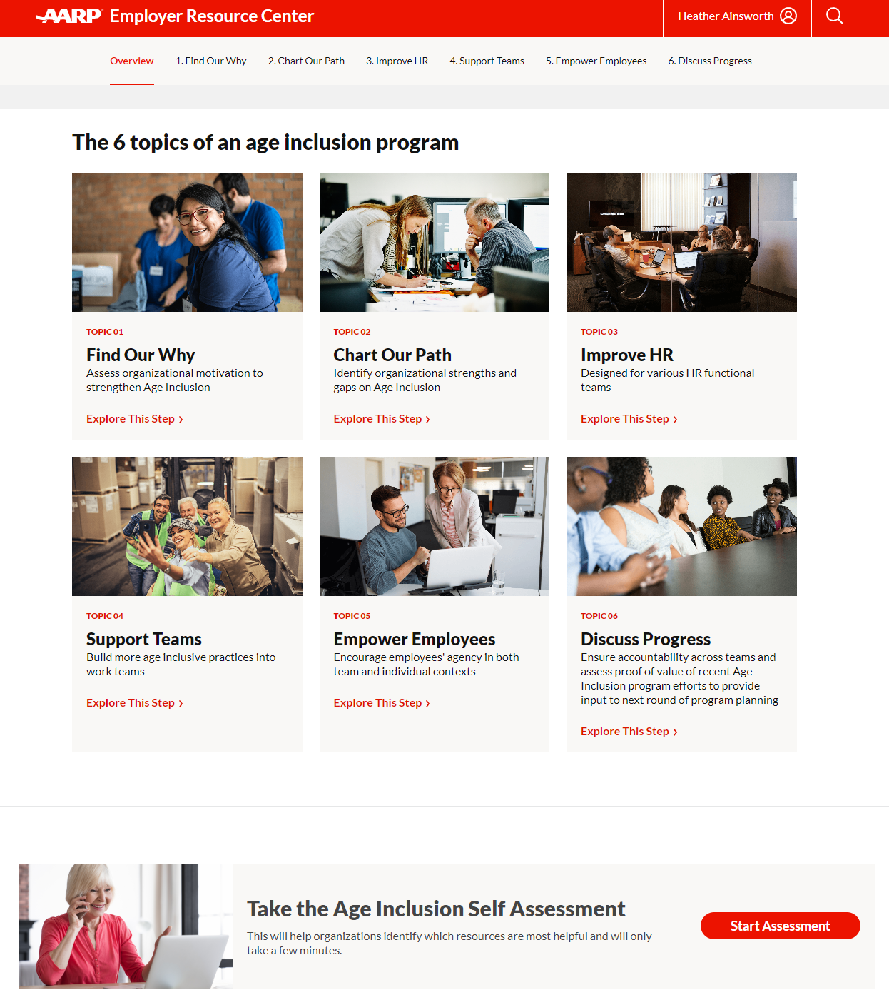 AARP® Employer Resource Center
Heather Ainsworth
Overview
1. Find Our Why
2. Chart Our Path
3. Improve HR
4. Support Teams
5. Empower Employees
6. Discuss Progress
The 6 topics of an age inclusion program
TOPIC 01
Find Our Why
Assess organizational motivation to
strengthen Age Inclusion
Explore This Step
TOPIC 02
Chart Our Path
Identify organizational strengths and
gaps on Age Inclusion
Explore This Step
TOPIC 03
Improve HR
Designed for various HR functional
teams
Explore This Step
TOPIC 04
Support Teams
Build more age inclusive practices into
work teams
Explore This Step
TOPIC 05
Empower Employees
Encourage employees' agency in both
team and individual contexts
Explore This Step
TOPIC 06
Discuss Progress
Ensure accountability across teams and
assess proof of value of recent Age
Inclusion program efforts to provide
input to next round of program planning
Explore This Step
Take the Age Inclusion Self Assessment
This will help organizations identify which resources are most helpful and will only
take a few minutes.
Start Assessment